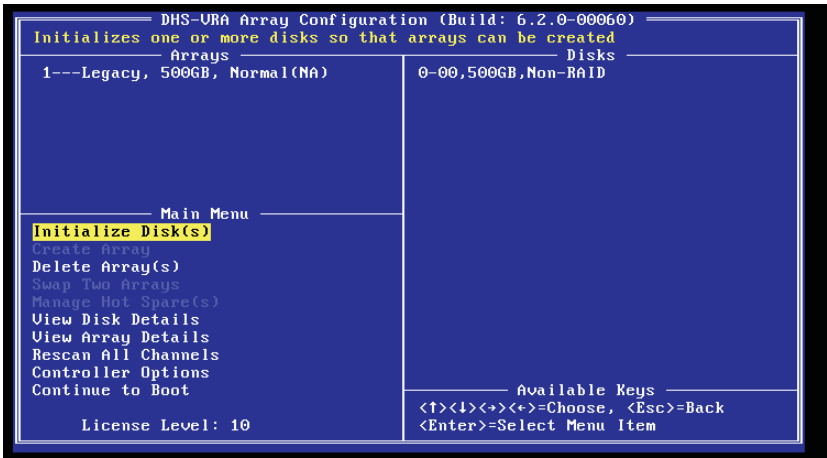 DHS-VRA Array Configuration (Build: 6.2.0-00060)
Initializes one or more disks so that arrays can be created
Arrays
1---Legacy, 500GB, Normal(NA)
Disks
0-00,500GB,Non-RAID
Main Menu
Initialize Disk(s)
Create Array
Delete Array(s)
Swap Two Arrays
Manage Hot Spare(s)
View Disk Details
View Array Details
Rescan All Channels
Controller Options
Continue to Boot
License Level: 10
Available Keys
<↑><↓><→><←>=Choose, <Esc>=Back
<Enter>=Select Menu Item